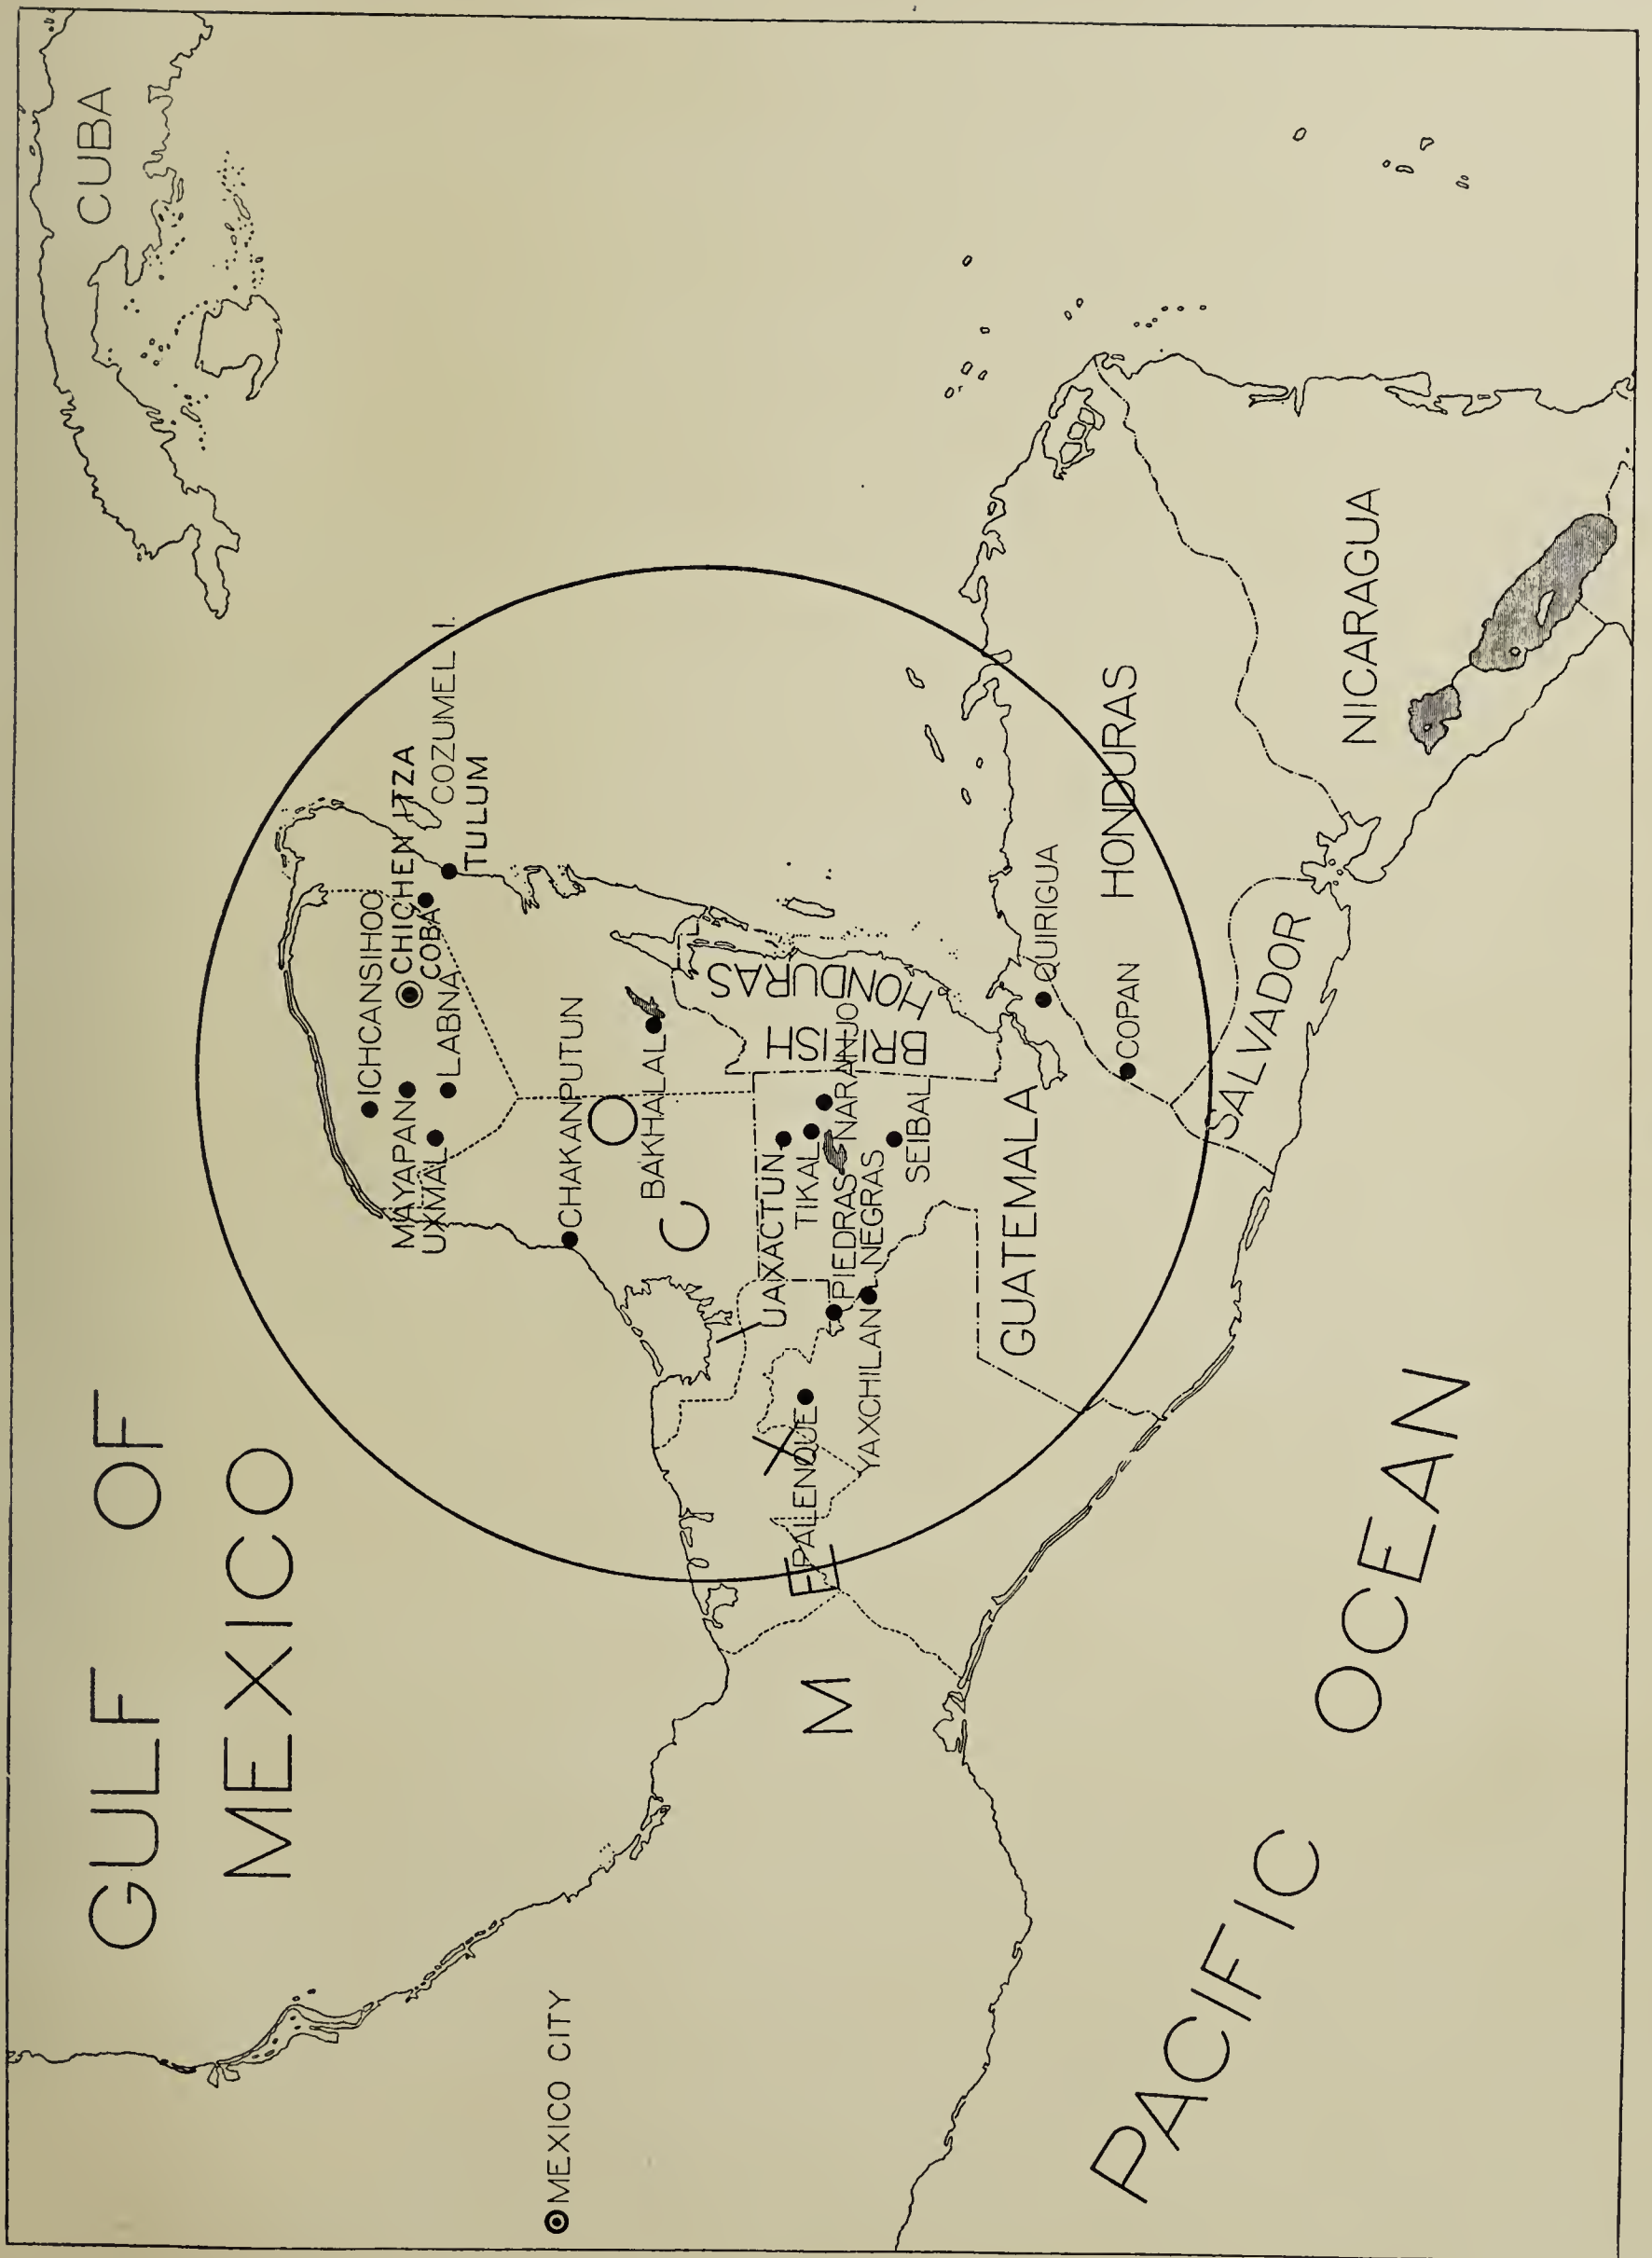 GULF OF
MEXICO
CUBA
ICHCANSIHOO
CHICHEN ITZA
MAYAPAN
COBA
UXMAL
LABNA
COZUMEL I.
TULUM
MEXICO CITY
CHAKANPUTUN
BAKHALAL
MEXICO
UAXACTUN
TIKAL
NARANJO
BRITISH
HONDURAS
PALENQUE
PIEDRAS
NEGRAS
YAXCHILAN
SEIBAL
GUATEMALA
QUIRIGUA
COPAN
HONDURAS
SALVADOR
NICARAGUA
PACIFIC OCEAN